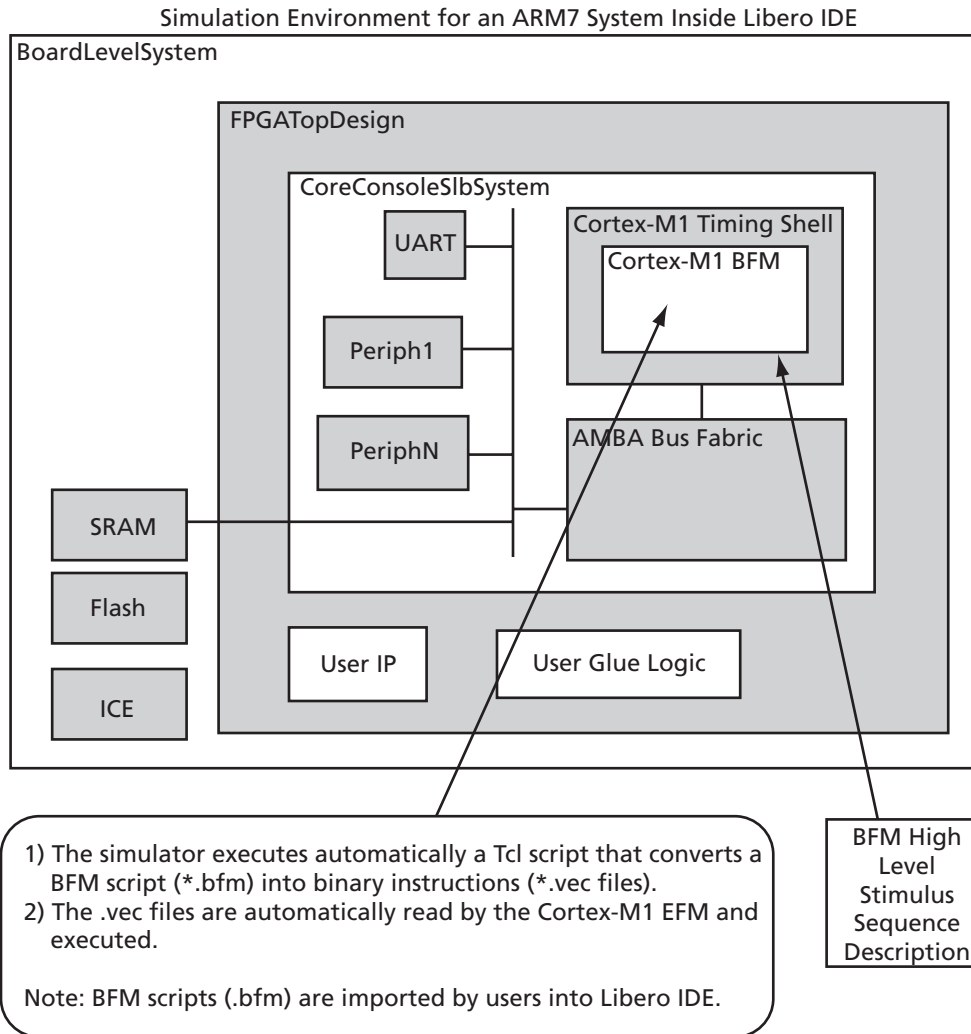 Simulation Environment for an ARM7 System Inside Libero IDE
BoardLevelSystem
FPGATopDesign
CoreConsoleSlbSystem
UART
Cortex-M1 Timing Shell
Cortex-M1 BFM
Periph1
PeriphN
AMBA Bus Fabric
SRAM
Flash
ICE
User IP
User Glue Logic
1) The simulator executes automatically a Tcl script that converts a
BFM script (*.bfm) into binary instructions (*.vec files).
2) The .vec files are automatically read by the Cortex-M1 EFM and
executed.
Note: BFM scripts (.bfm) are imported by users into Libero IDE.
BFM High
Level
Stimulus
Sequence
Description